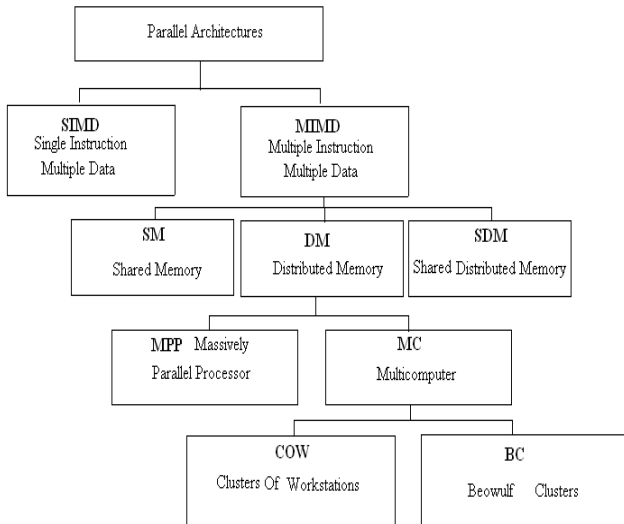 Parallel Architectures
SIMD
Single Instruction
Multiple Data
MIMD
Multiple Instruction
Multiple Data
SM
Shared Memory
DM
Distributed Memory
SDM
Shared Distributed Memory
MPP Massively
Parallel Processor
MC
Multicomputer
COW
Clusters Of Workstations
BC
Beowulf Clusters